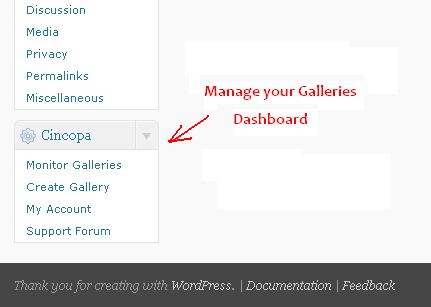 Discussion
Media
Privacy
Permalinks
Miscellaneous
Manage your Galleries
Dashboard
Cincopa
Monitor Galleries
Create Gallery
My Account
Support Forum
Thank you for creating with WordPress. | Documentation | Feedback